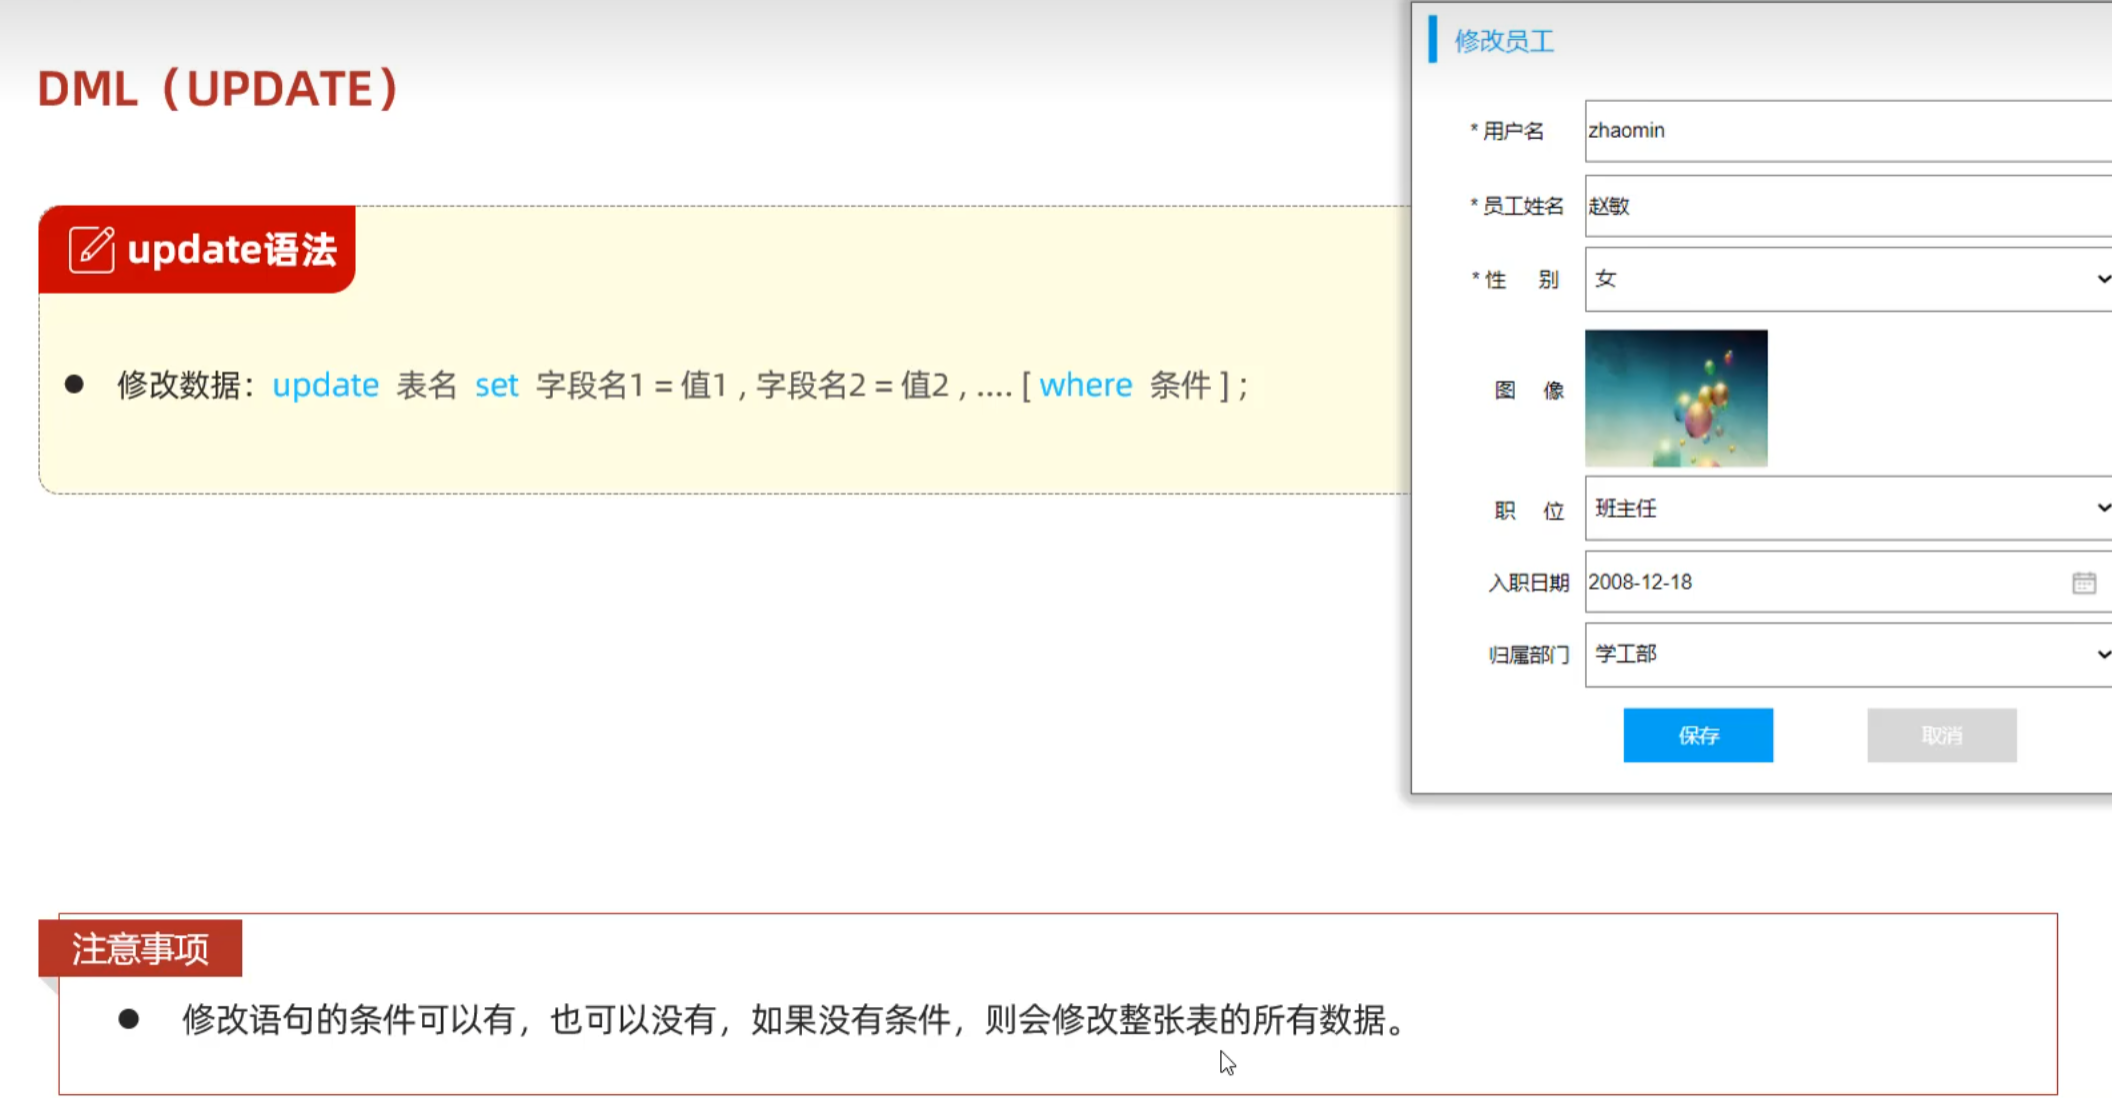 DML（UPDATE）
update语法
● 修改数据：update 表名 set 字段名1 = 值1 , 字段名2 = 值2 , .... [ where 条件 ] ;
修改员工
* 用户名 zhaomin
* 员工姓名 赵敏
* 性 别 女
图 像
职 位 班主任
入职日期 2008-12-18
归属部门 学工部
保存 取消
注意事项
● 修改语句的条件可以有，也可以没有，如果没有条件，则会修改整张表的所有数据。